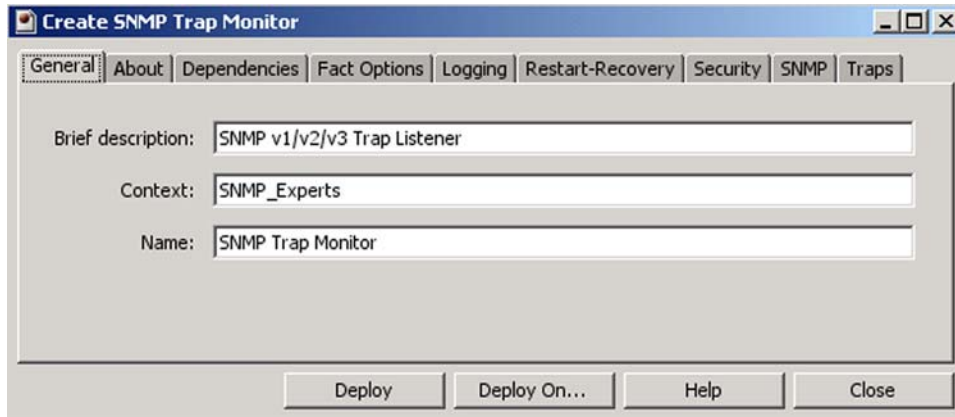 Create SNMP Trap Monitor
General About Dependencies Fact Options Logging Restart-Recovery Security SNMP Traps
Brief description: SNMP v1/v2/v3 Trap Listener
Context: SNMP_Experts
Name: SNMP Trap Monitor
Deploy Deploy On... Help Close